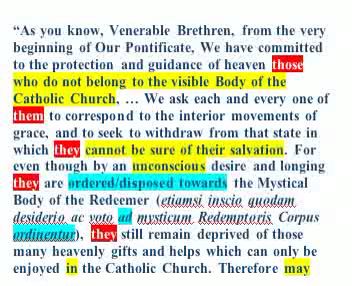 “As you know, Venerable Brethren, from the very
beginning of Our Pontificate, We have committed
to the protection and guidance of heaven those
who do not belong to the visible Body of the
Catholic Church, … We ask each and every one of
them to correspond to the interior movements of
grace, and to seek to withdraw from that state in
which they cannot be sure of their salvation. For
even though by an unconscious desire and longing
they are ordered/disposed towards the Mystical
Body of the Redeemer (etiamsi inscio quodam
desiderio ac voto ad mysticum Redemptoris Corpus
ordinentur), they still remain deprived of those
many heavenly gifts and helps which can only be
enjoyed in the Catholic Church. Therefore may